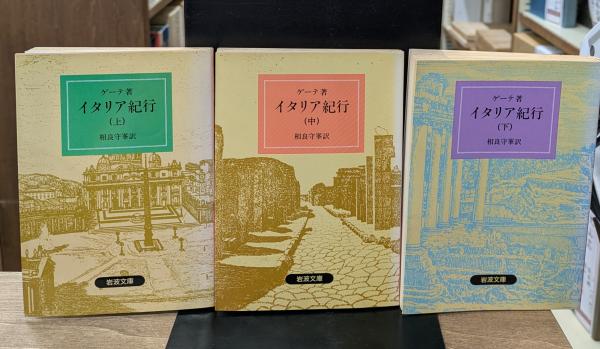 ゲーテ著
イタリア紀行
(上)
相良守峯訳
岩波文庫
ゲーテ著
イタリア紀行
(中)
相良守峯訳
岩波文庫
ゲーテ著
イタリア紀行
(下)
相良守峯訳
岩波文庫